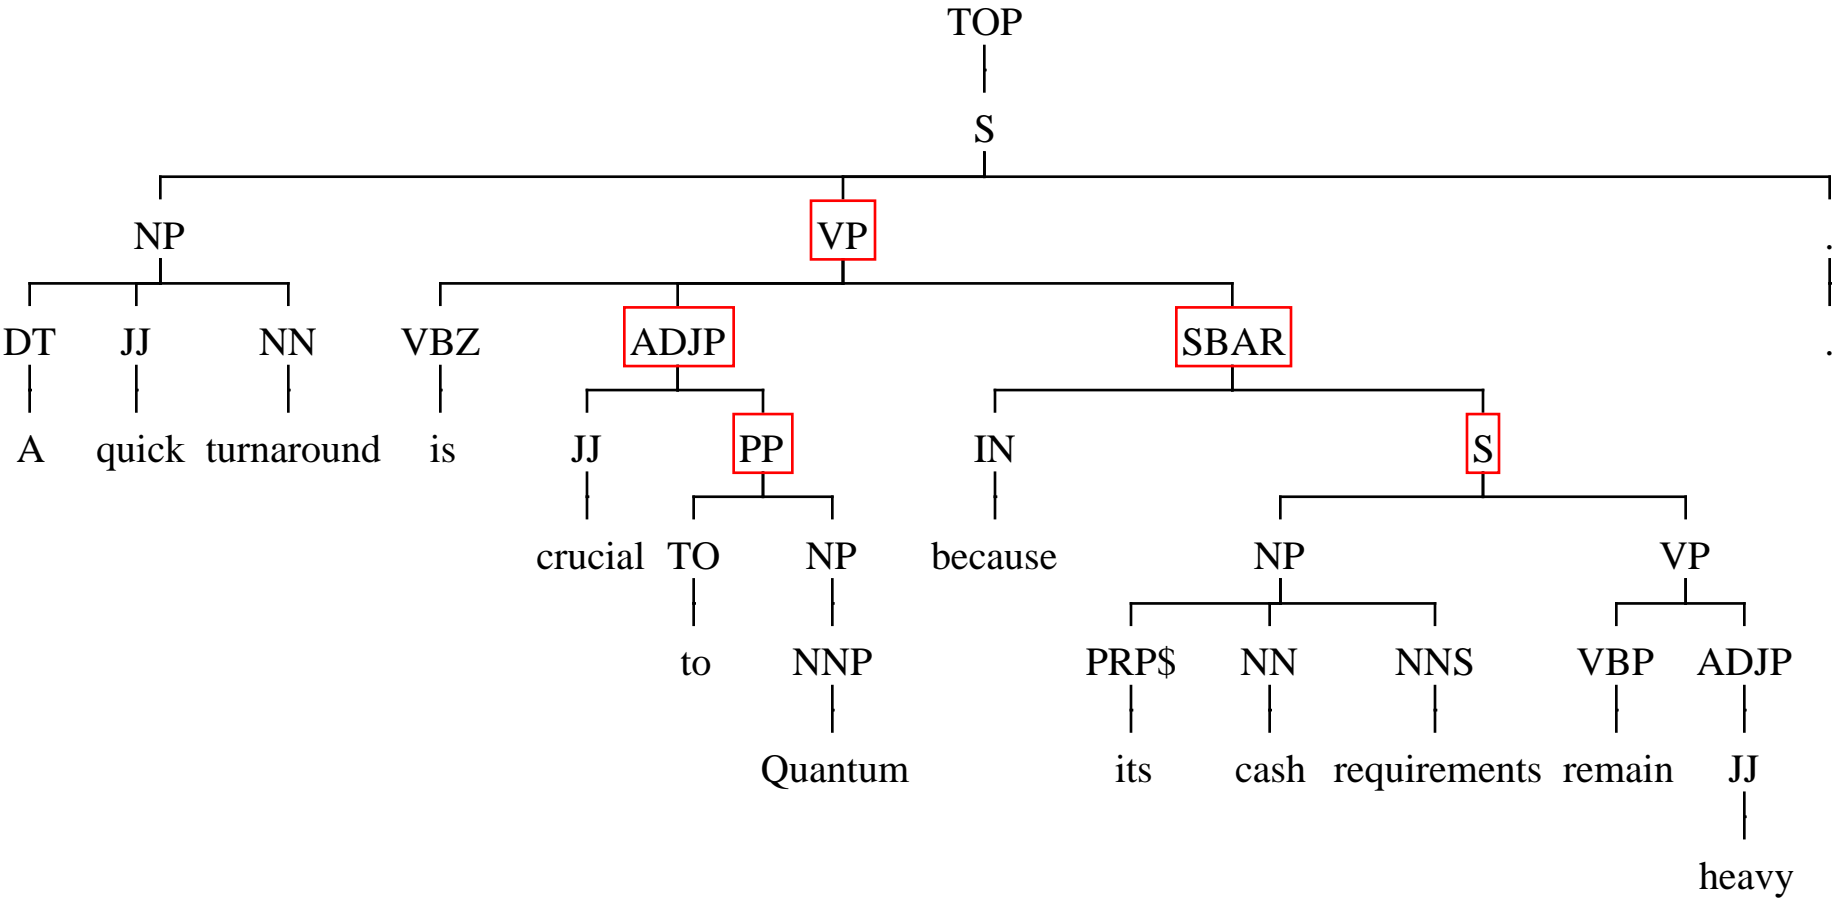 TOP
S
NP VP .
DT JJ NN VBZ ADJP SBAR .
A quick turnaround is JJ PP IN S
crucial TO NP because NP VP
to NNP PRP$ NN NNS VBP ADJP
Quantum its cash requirements remain JJ
heavy